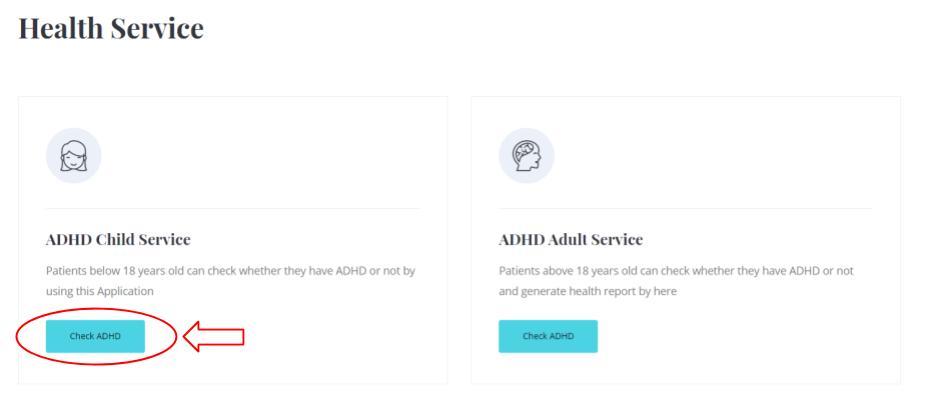 Health Service
ADHD Child Service
Patients below 18 years old can check whether they have ADHD or not by
using this Application
Check ADHD
ADHD Adult Service
Patients above 18 years old can check whether they have ADHD or not
and generate health report by here
Check ADHD